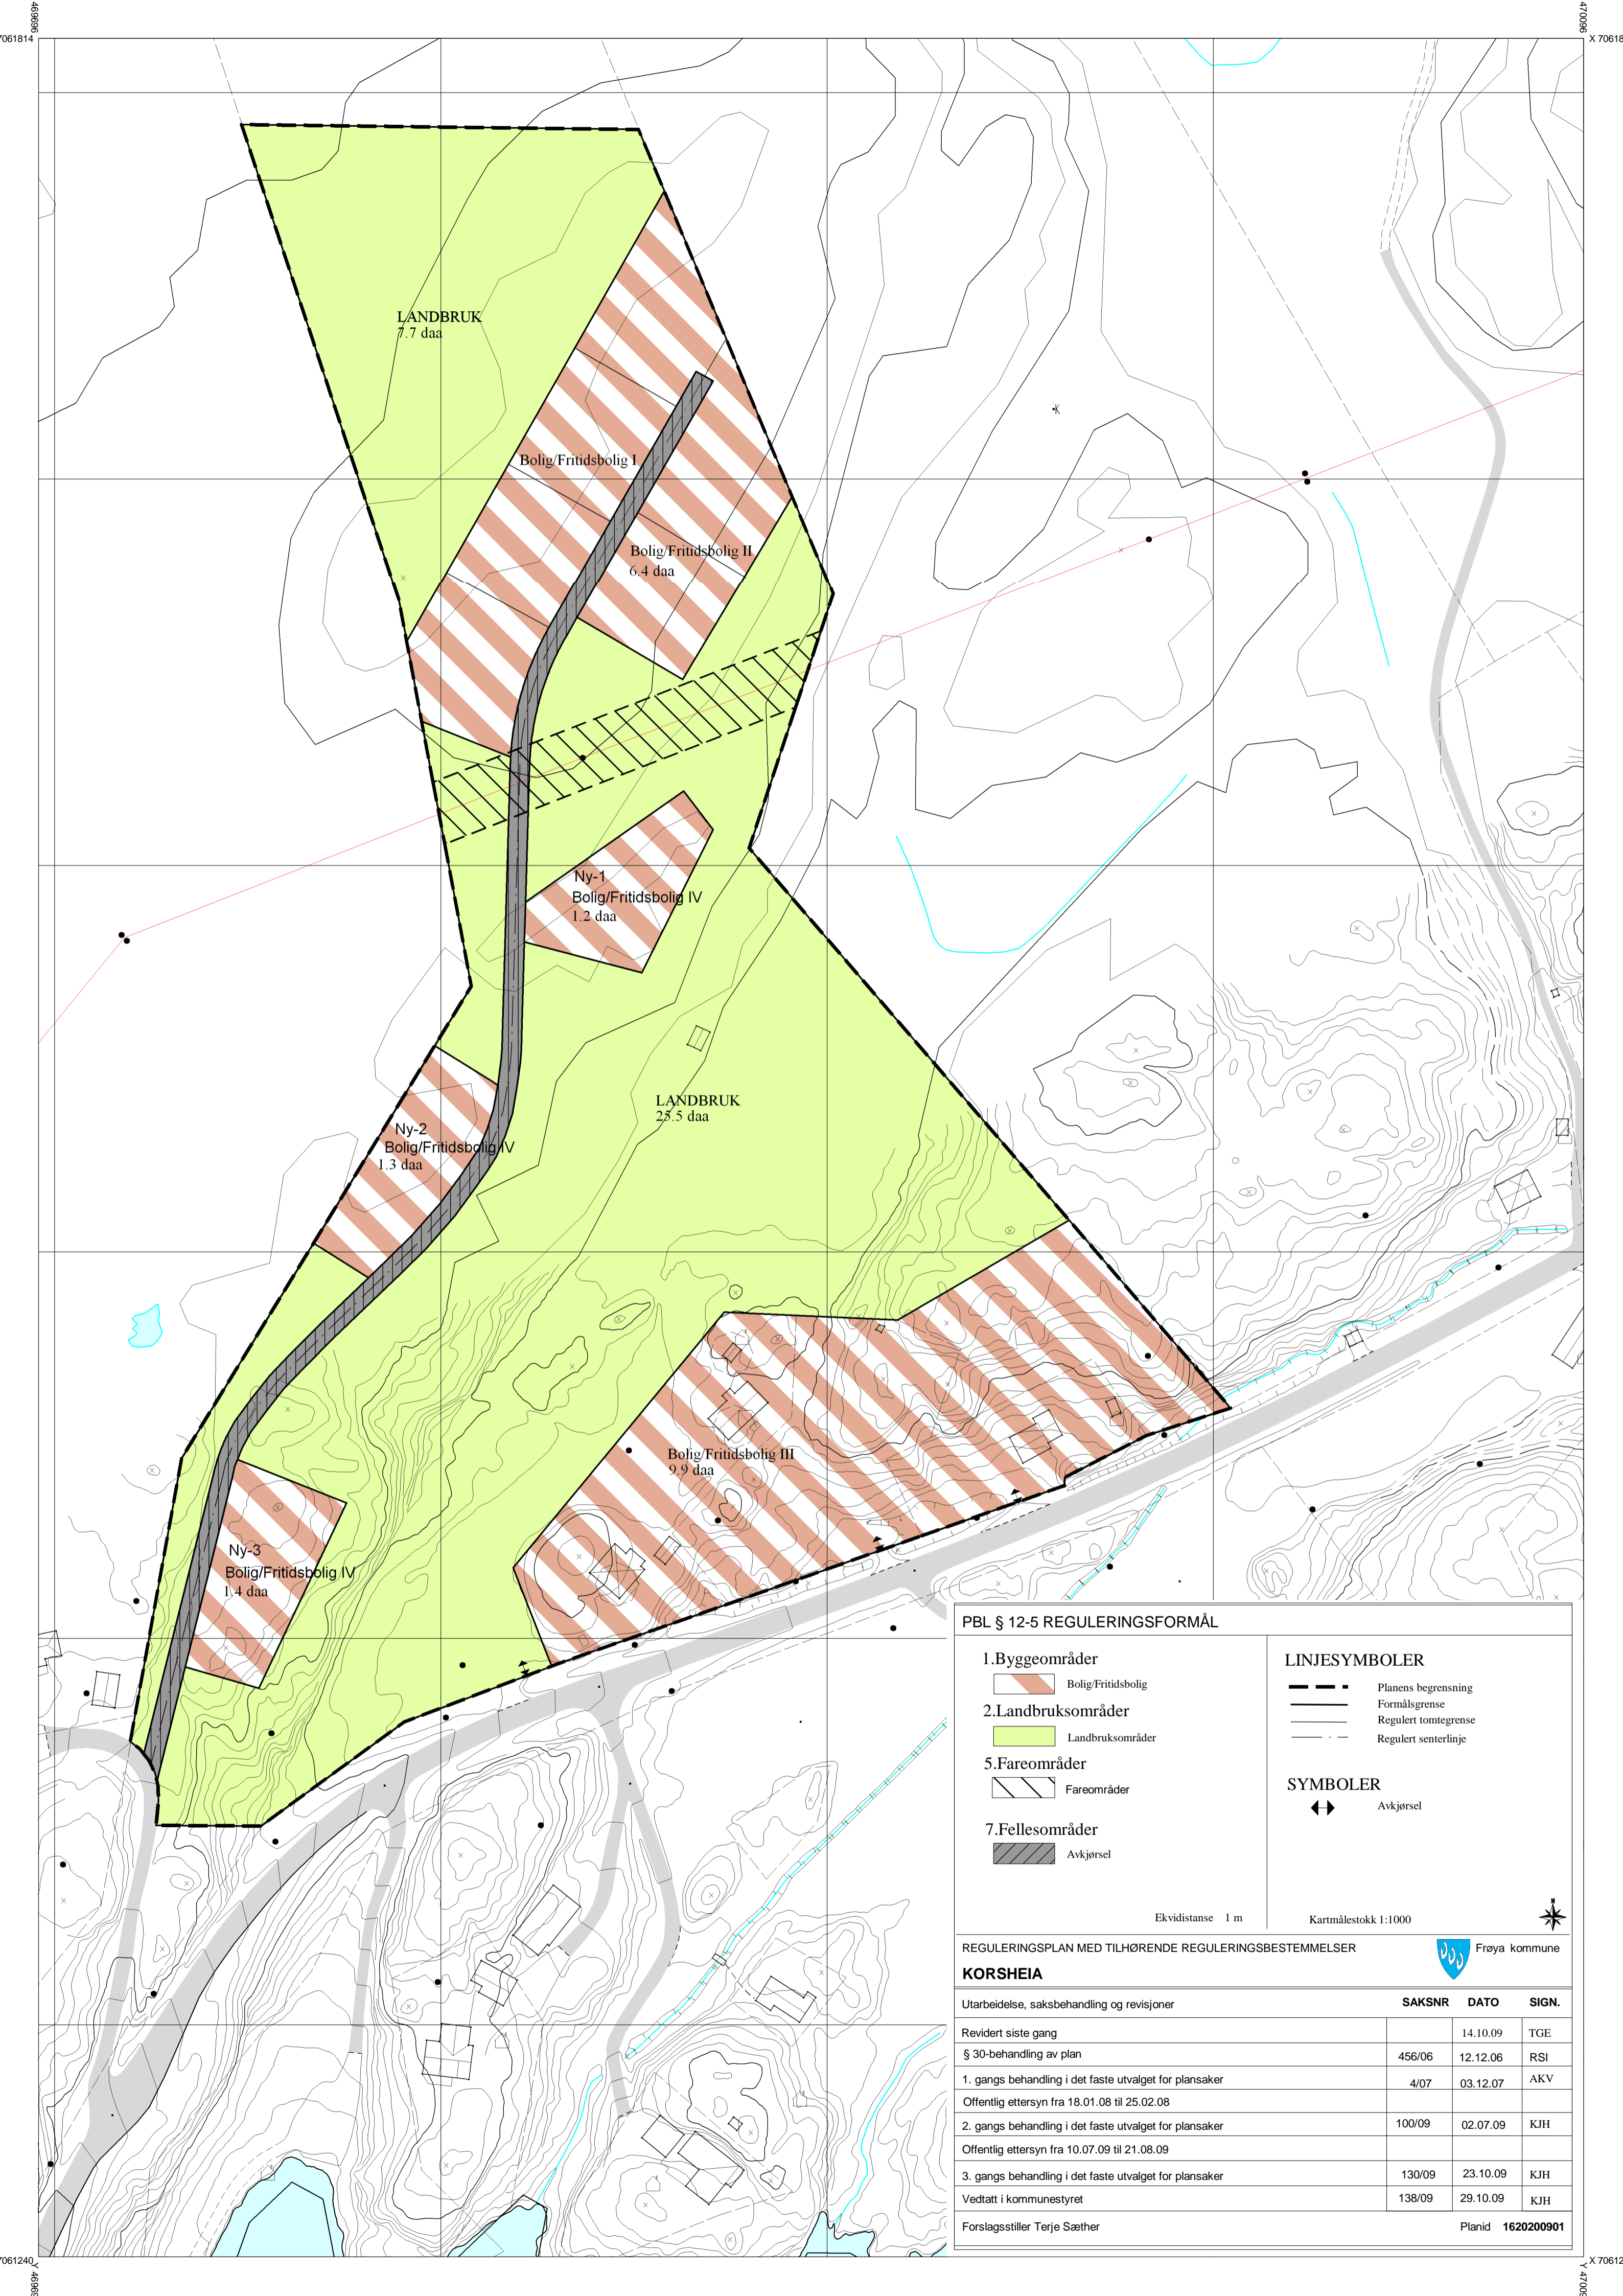 469696
470096
7061814
X 70618
LANDBRUK
7.7 daa
Bolig/Fritidsbolig I
Bolig/Fritidsbolig II
6.4 daa
Ny-1
Bolig/Fritidsbolig IV
1.2 daa
LANDBRUK
25.5 daa
Ny-2
Bolig/Fritidsbolig IV
1.3 daa
Bolig/Fritidsbolig III
9.9 daa
Ny-3
Bolig/Fritidsbolig IV
1.4 daa
PBL § 12-5 REGULERINGSFORMÅL
1.Byggeområder
Bolig/Fritidsbolig
2.Landbruksområder
Landbruksområder
5.Fareområder
Fareområder
7.Fellesområder
Avkjørsel
LINJESYMBOLER
Planens begrensning
Formålsgrense
Regulert tomtegrense
Regulert senterlinje
SYMBOLER
Avkjørsel
Ekvidistanse 1 m
Kartmålestokk 1:1000
REGULERINGSPLAN MED TILHØRENDE REGULERINGSBESTEMMELSER
Frøya kommune
KORSHEIA
Utarbeidelse, saksbehandling og revisjoner SAKSNR DATO SIGN.
Revidert siste gang 14.10.09 TGE
§ 30-behandling av plan 456/06 12.12.06 RSI
1. gangs behandling i det faste utvalget for plansaker 4/07 03.12.07 AKV
Offentlig ettersyn fra 18.01.08 til 25.02.08
2. gangs behandling i det faste utvalget for plansaker 100/09 02.07.09 KJH
Offentlig ettersyn fra 10.07.09 til 21.08.09
3. gangs behandling i det faste utvalget for plansaker 130/09 23.10.09 KJH
Vedtatt i kommunestyret 138/09 29.10.09 KJH
Forslagsstiller Terje Sæther Planid 1620200901
7061240
X 70612
Y 46969
Y 47009